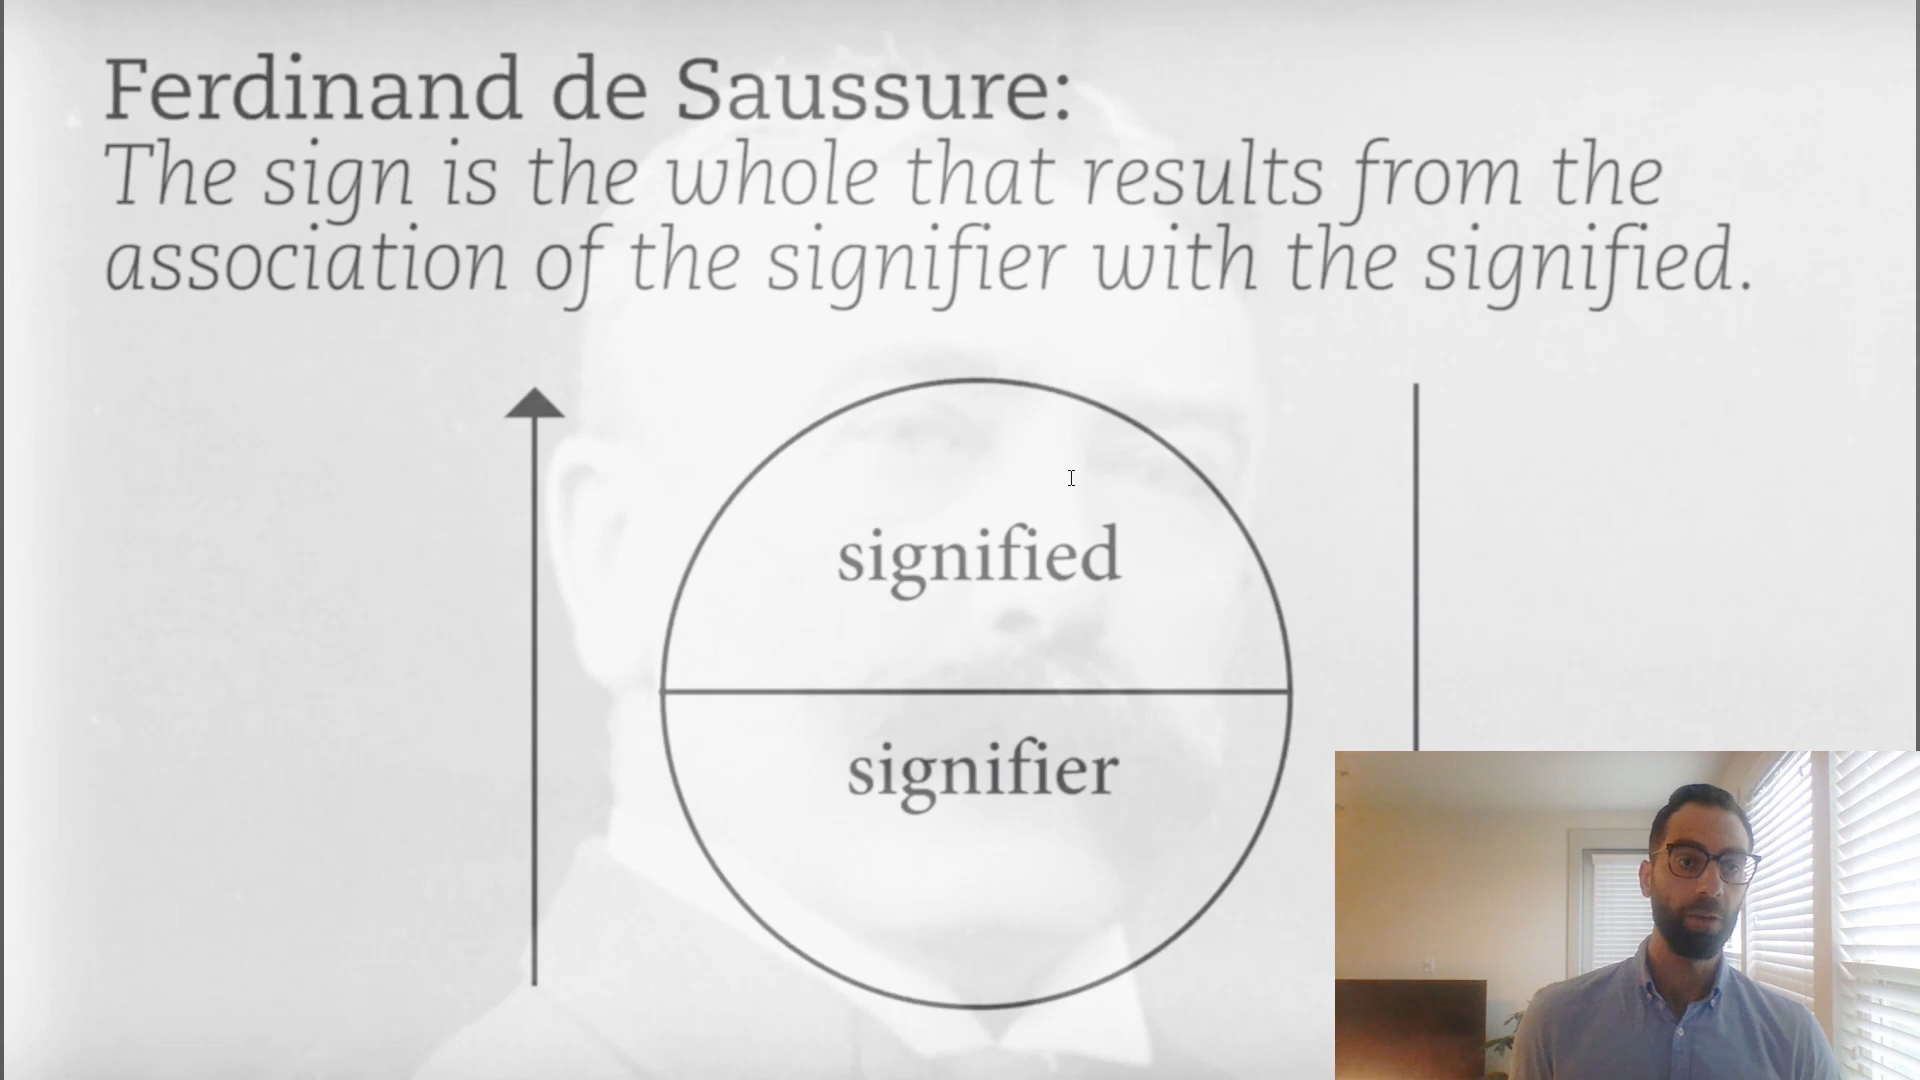 Ferdinand de Saussure:
The sign is the whole that results from the
association of the signifier with the signified.
signified
signifier